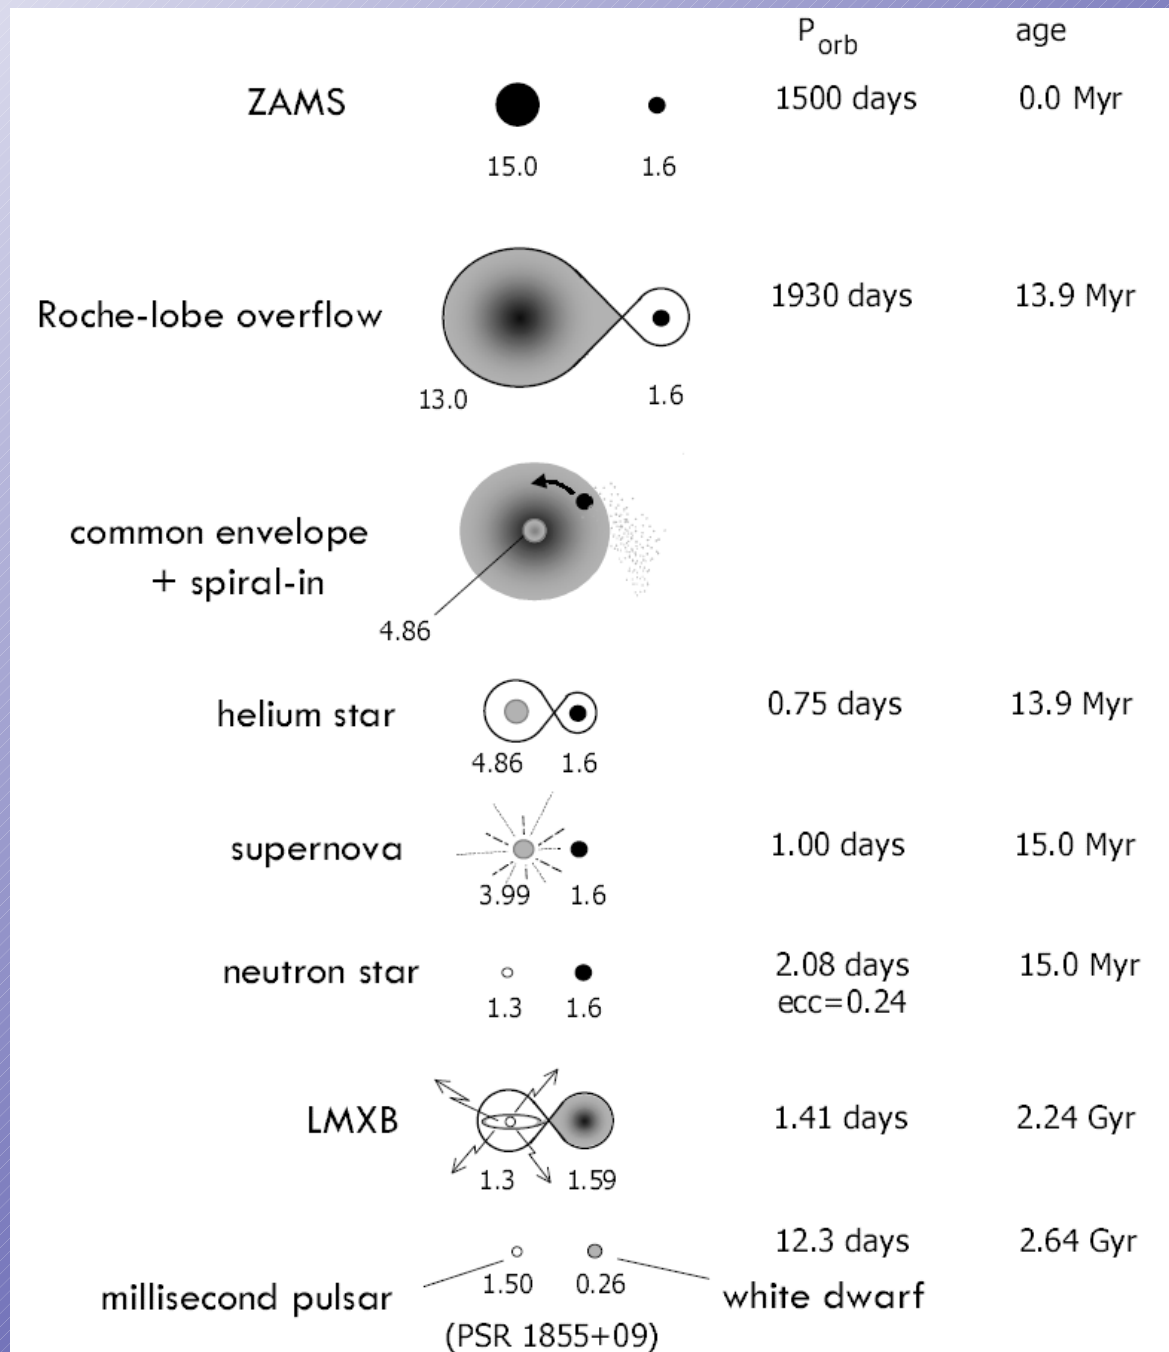 P orb age
ZAMS 1500 days 0.0 Myr
15.0 1.6
Roche-lobe overflow 1930 days 13.9 Myr
13.0 1.6
common envelope
+ spiral-in
4.86
helium star 0.75 days 13.9 Myr
4.86 1.6
supernova 1.00 days 15.0 Myr
3.99 1.6
neutron star 2.08 days 15.0 Myr
1.3 1.6 ecc=0.24
LMXB 1.41 days 2.24 Gyr
1.3 1.59
12.3 days 2.64 Gyr
millisecond pulsar 1.50 0.26 white dwarf
(PSR 1855+09)